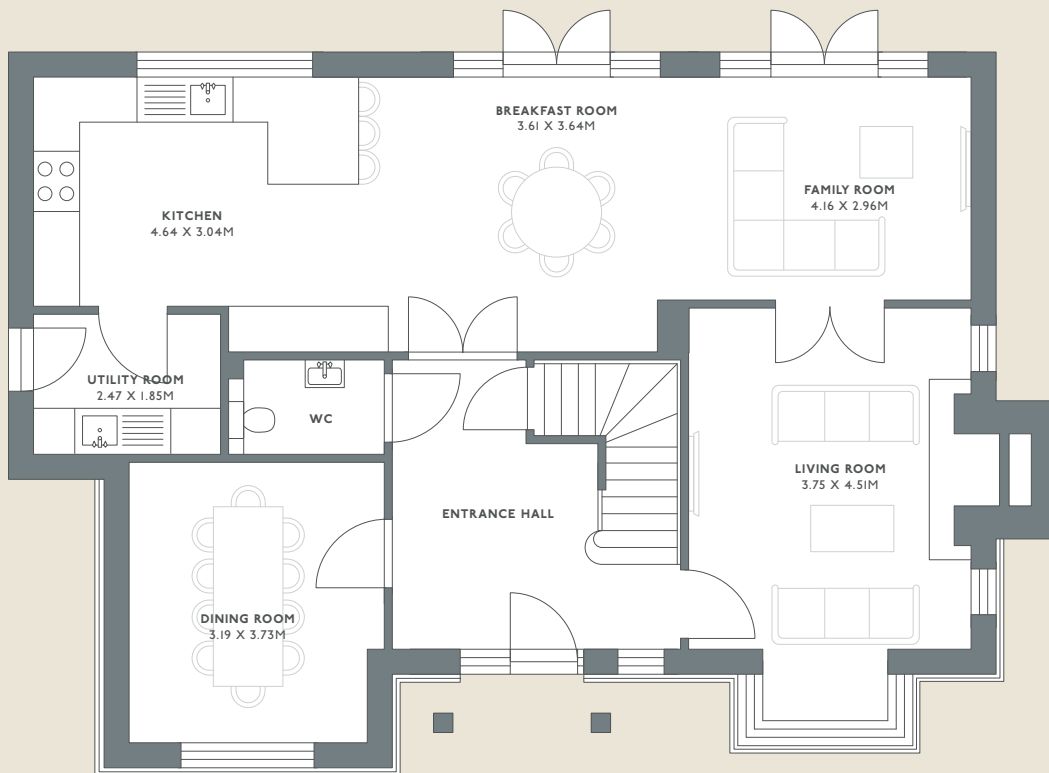 BREAKFAST ROOM
3.61 X 3.64M
FAMILY ROOM
4.16 X 2.96M
KITCHEN
4.64 X 3.04M
UTILITY ROOM
2.47 X 1.85M
WC
LIVING ROOM
3.75 X 4.51M
ENTRANCE HALL
DINING ROOM
3.19 X 3.73M